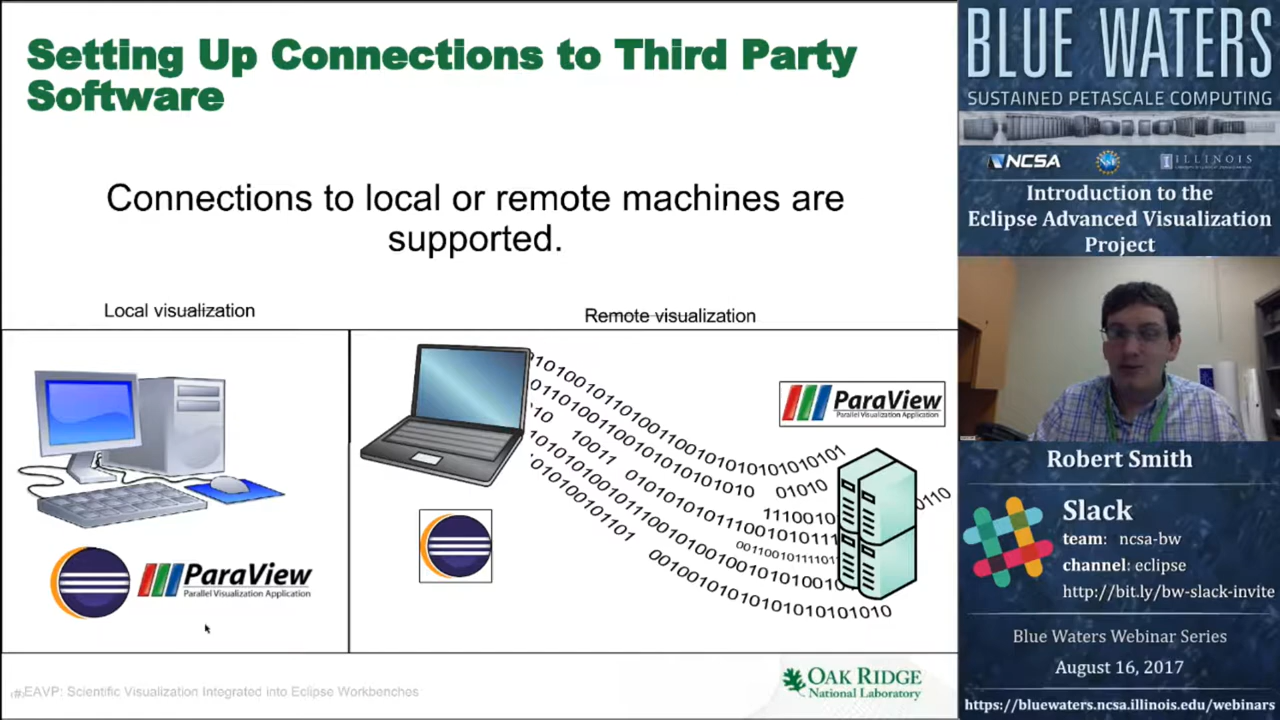 Setting Up Connections to Third Party
Software
Connections to local or remote machines are
supported.
Local visualization
Remote visualization
ParaView
Parallel Visualization Application
ParaView
Parallel Visualization Application
EAVP: Scientific Visualization Integrated into Eclipse Workbenches
OAK RIDGE
National Laboratory
BLUE WATERS
SUSTAINED PETASCALE COMPUTING
NCSA
ILLINOIS
Introduction to the
Eclipse Advanced Visualization
Project
Robert Smith
Slack
team: ncsa-bw
channel: eclipse
http://bit.ly/bw-slack-invite
Blue Waters Webinar Series
August 16, 2017
https://bluewaters.ncsa.illinois.edu/webinars